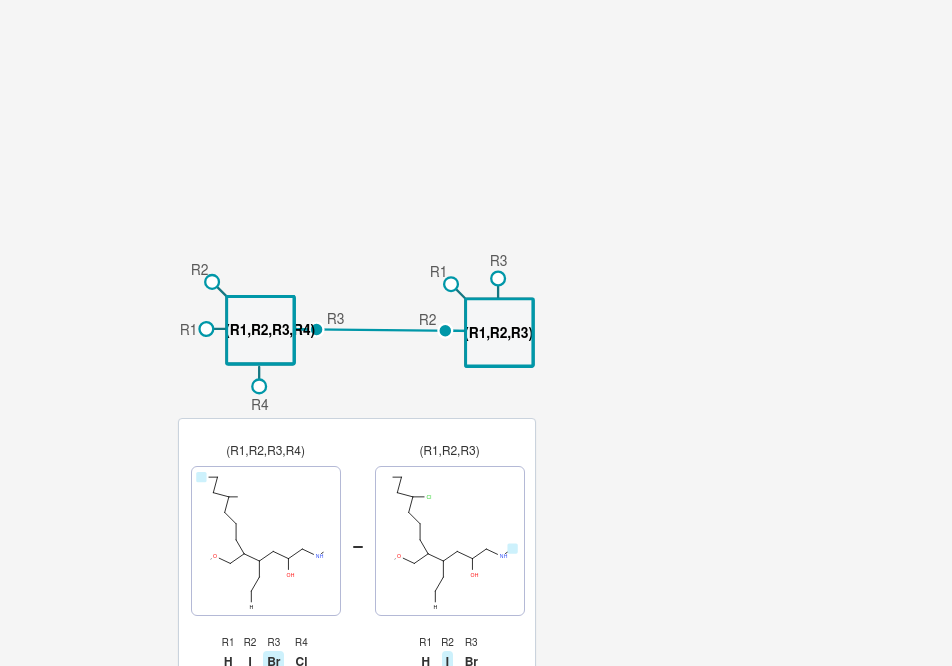 R2
R1
R3
(R1,R2,R3,R4)
R3
R2
(R1,R2,R3)
R1
R4
(R1,R2,R3,R4)
(R1,R2,R3)
Cl
O
NH
OH
H
O
NH
OH
H
R1 R2 R3 R4
R1 R2 R3
H I Br Cl
H I Br